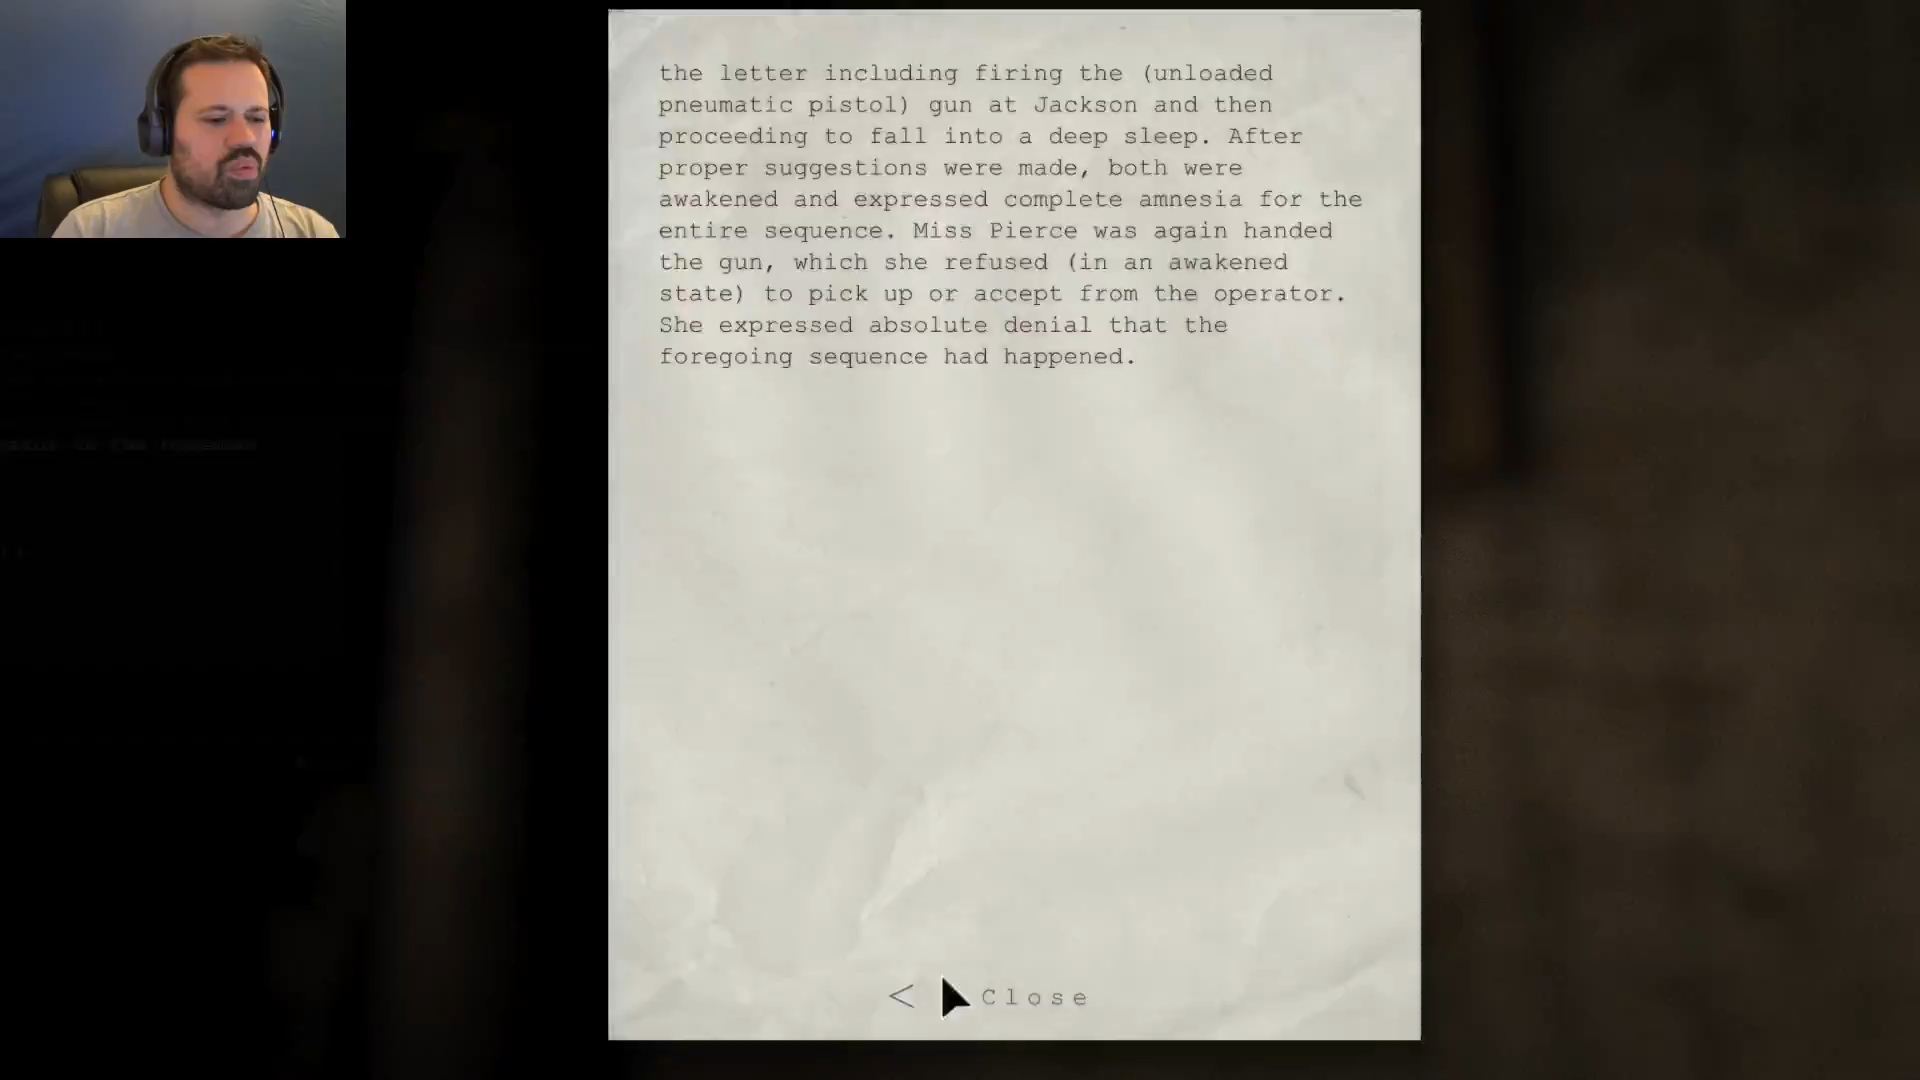 the letter including firing the (unloaded
pneumatic pistol) gun at Jackson and then
proceeding to fall into a deep sleep. After
proper suggestions were made, both were
awakened and expressed complete amnesia for the
entire sequence. Miss Pierce was again handed
the gun, which she refused (in an awakened
state) to pick up or accept from the operator.
She expressed absolute denial that the
foregoing sequence had happened.
< Close